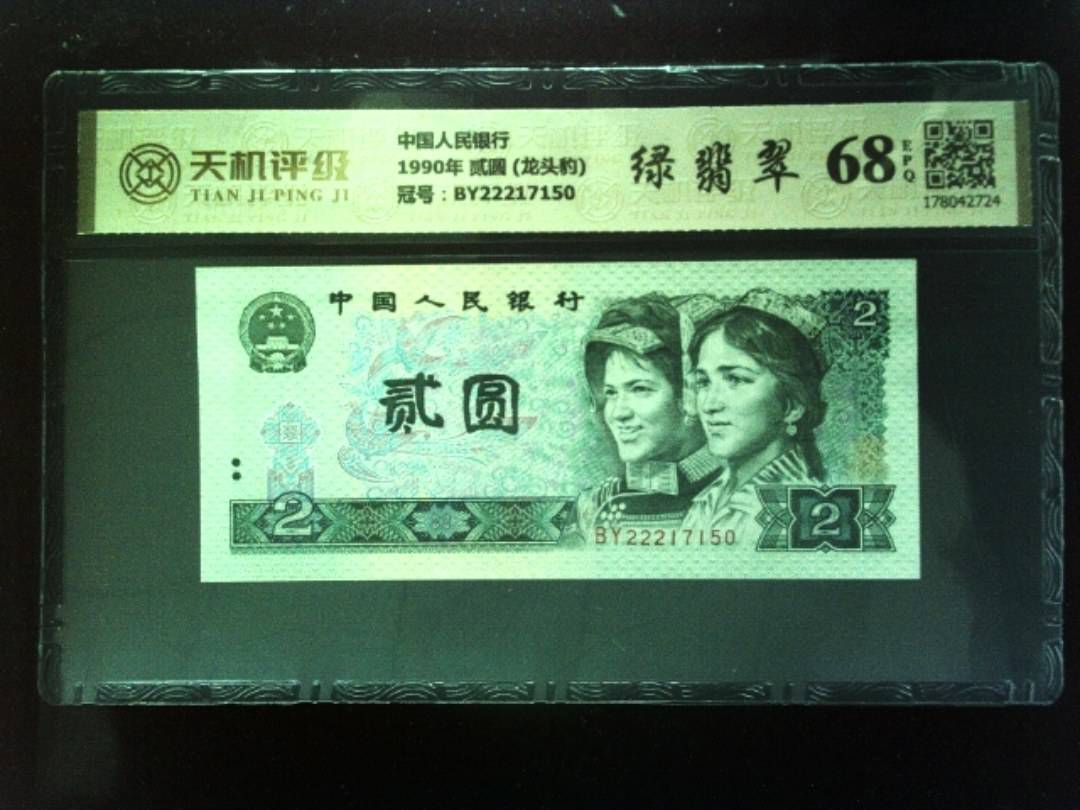 天机评级
TIAN JI PING JI
中国人民银行
1990年 贰圆 (龙头豹)
冠号：BY22217150
绿翡翠
68
EPQ
178042724
中国人民银行
2
贰圆
2
BY22217150
2